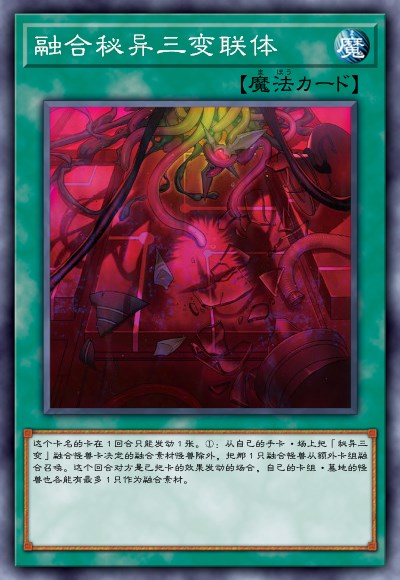 融合秘异三变联体
魔
【魔法カード】
ま ほう
这个卡名的卡在1回合只能发动1张。①:从自己的手卡·场上把「秘异三
变」融合怪兽卡决定的融合素材怪兽除外,把那1只融合怪兽从额外卡组融
合召唤。这个回合对方是已把卡的效果发动的场合,自己的卡组·墓地的怪
兽也各能有最多1只作为融合素材。